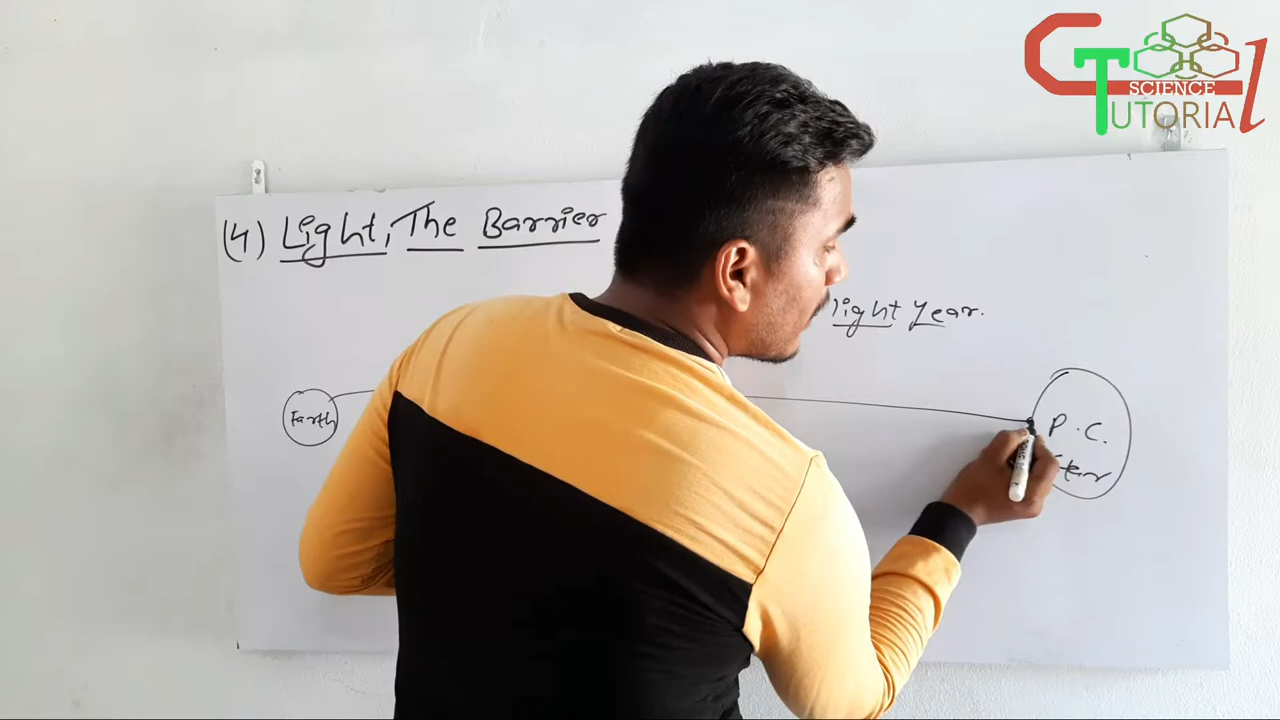 (4) Light, The Barrier
light year.
Earth
P.C.
SCIENCE
TUTORIAL